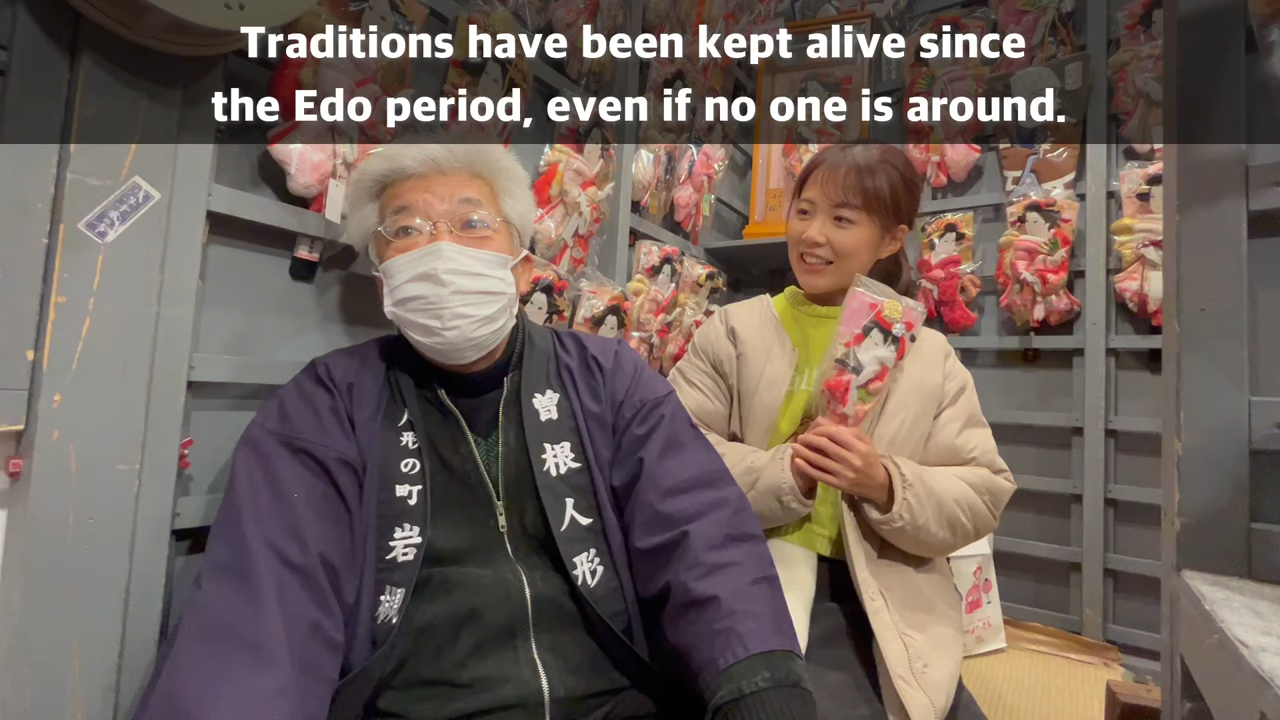 Traditions have been kept alive since
the Edo period, even if no one is around.
人形の町 岩槻
曽根人形